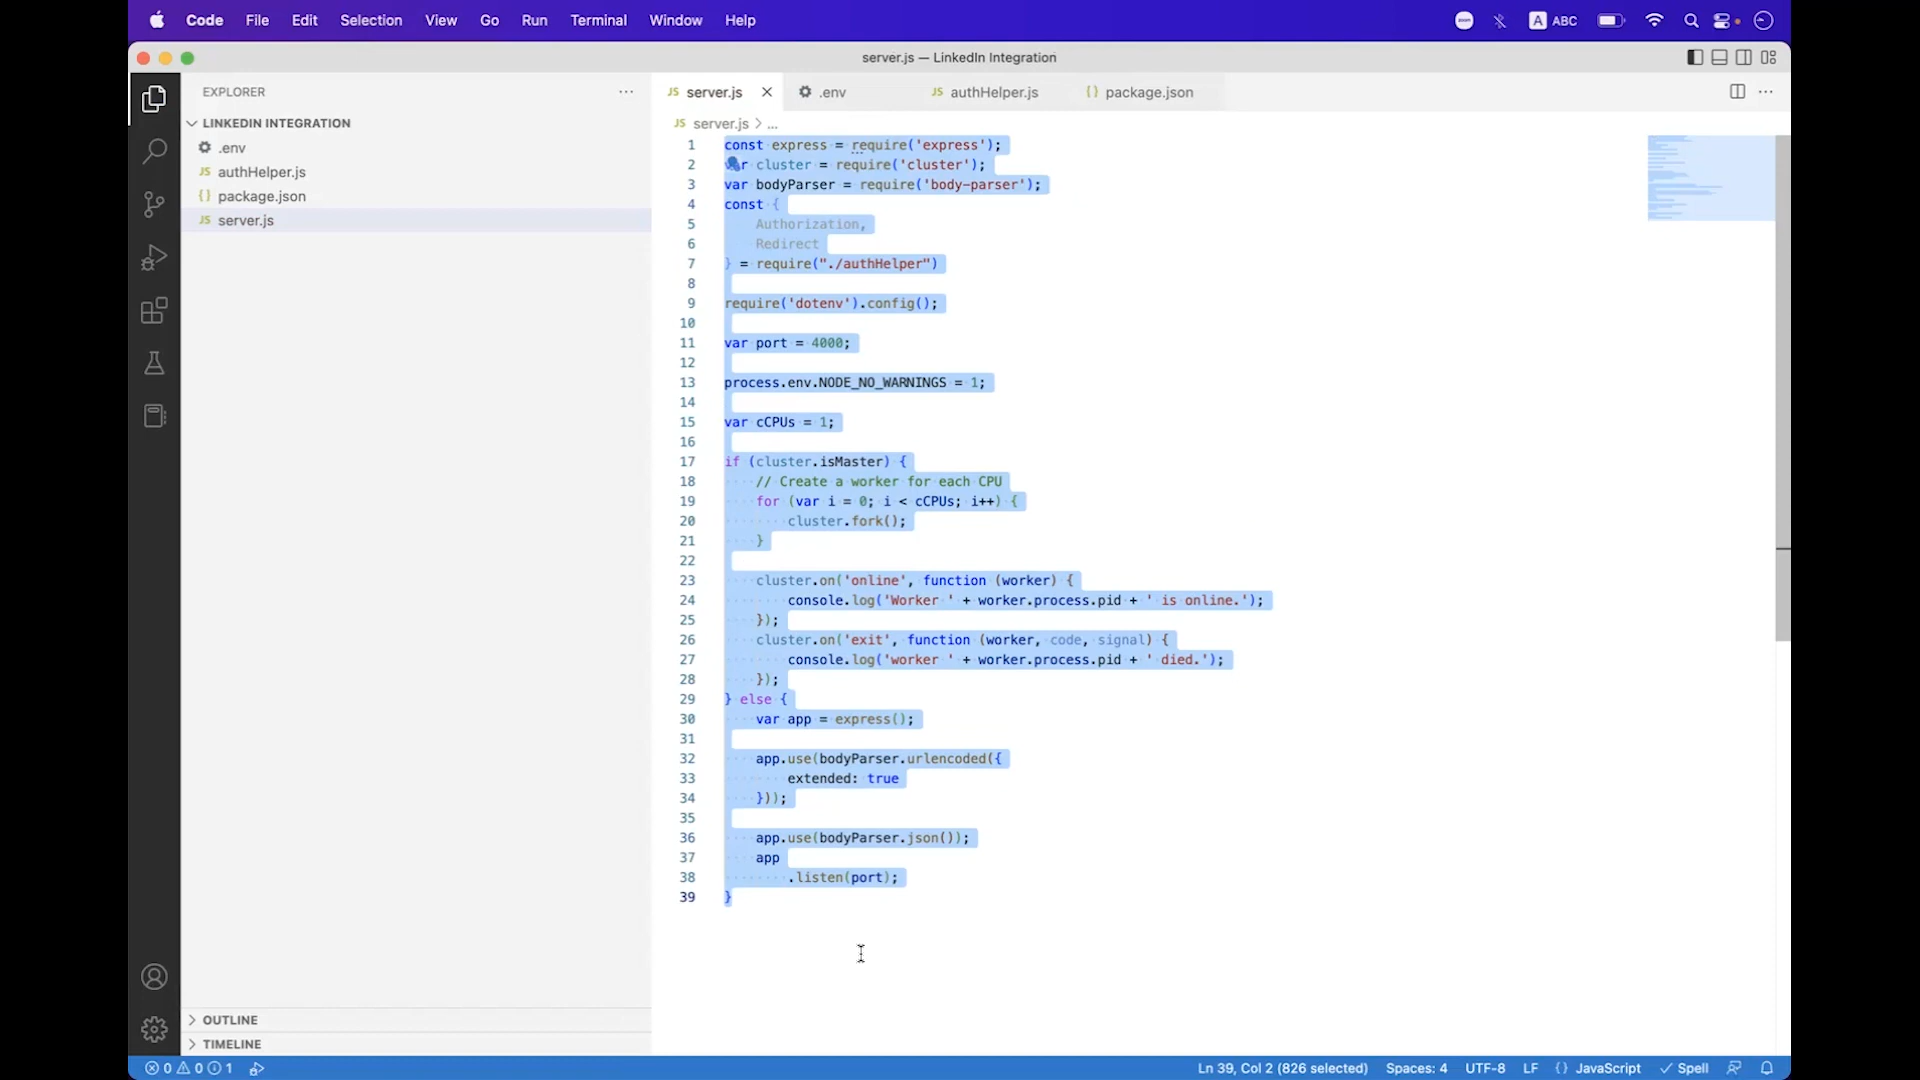 Code File Edit Selection View Go Run Terminal Window Help
zoom A ABC
server.js — LinkedIn Integration
EXPLORER
LINKEDIN INTEGRATION
.env
JS authHelper.js
{} package.json
JS server.js
OUTLINE
TIMELINE
JS server.js .env JS authHelper.js {} package.json
JS server.js > ...
1 const express = require('express');
2 var cluster = require('cluster');
3 var bodyParser = require('body-parser');
4 const {
5 Authorization,
6 Redirect
7 } = require("./authHelper")
8
9 require('dotenv').config();
10
11 var port = 4000;
12
13 process.env.NODE_NO_WARNINGS = 1;
14
15 var cCPUs = 1;
16
17 if (cluster.isMaster) {
18 // Create a worker for each CPU
19 for (var i = 0; i < cCPUs; i++) {
20 cluster.fork();
21 }
22
23 cluster.on('online', function (worker) {
24 console.log('Worker ' + worker.process.pid + ' is online.');
25 });
26 cluster.on('exit', function (worker, code, signal) {
27 console.log('worker ' + worker.process.pid + ' died.');
28 });
29 } else {
30 var app = express();
31
32 app.use(bodyParser.urlencoded({
33 extended: true
34 }));
35
36 app.use(bodyParser.json());
37 app
38 .listen(port);
39 }
0 0 1 Ln 39, Col 2 (826 selected) Spaces: 4 UTF-8 LF {} JavaScript Spell